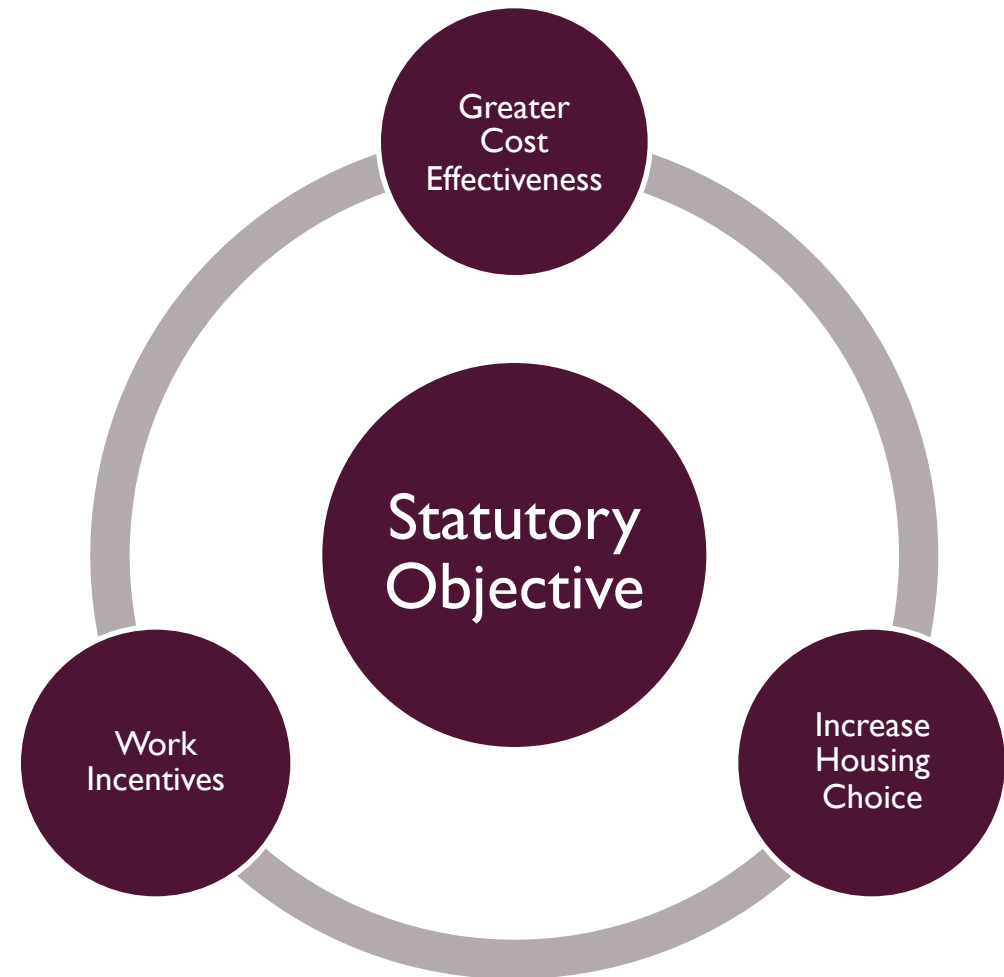 Greater
Cost
Effectiveness
Statutory
Objective
Work
Incentives
Increase
Housing
Choice